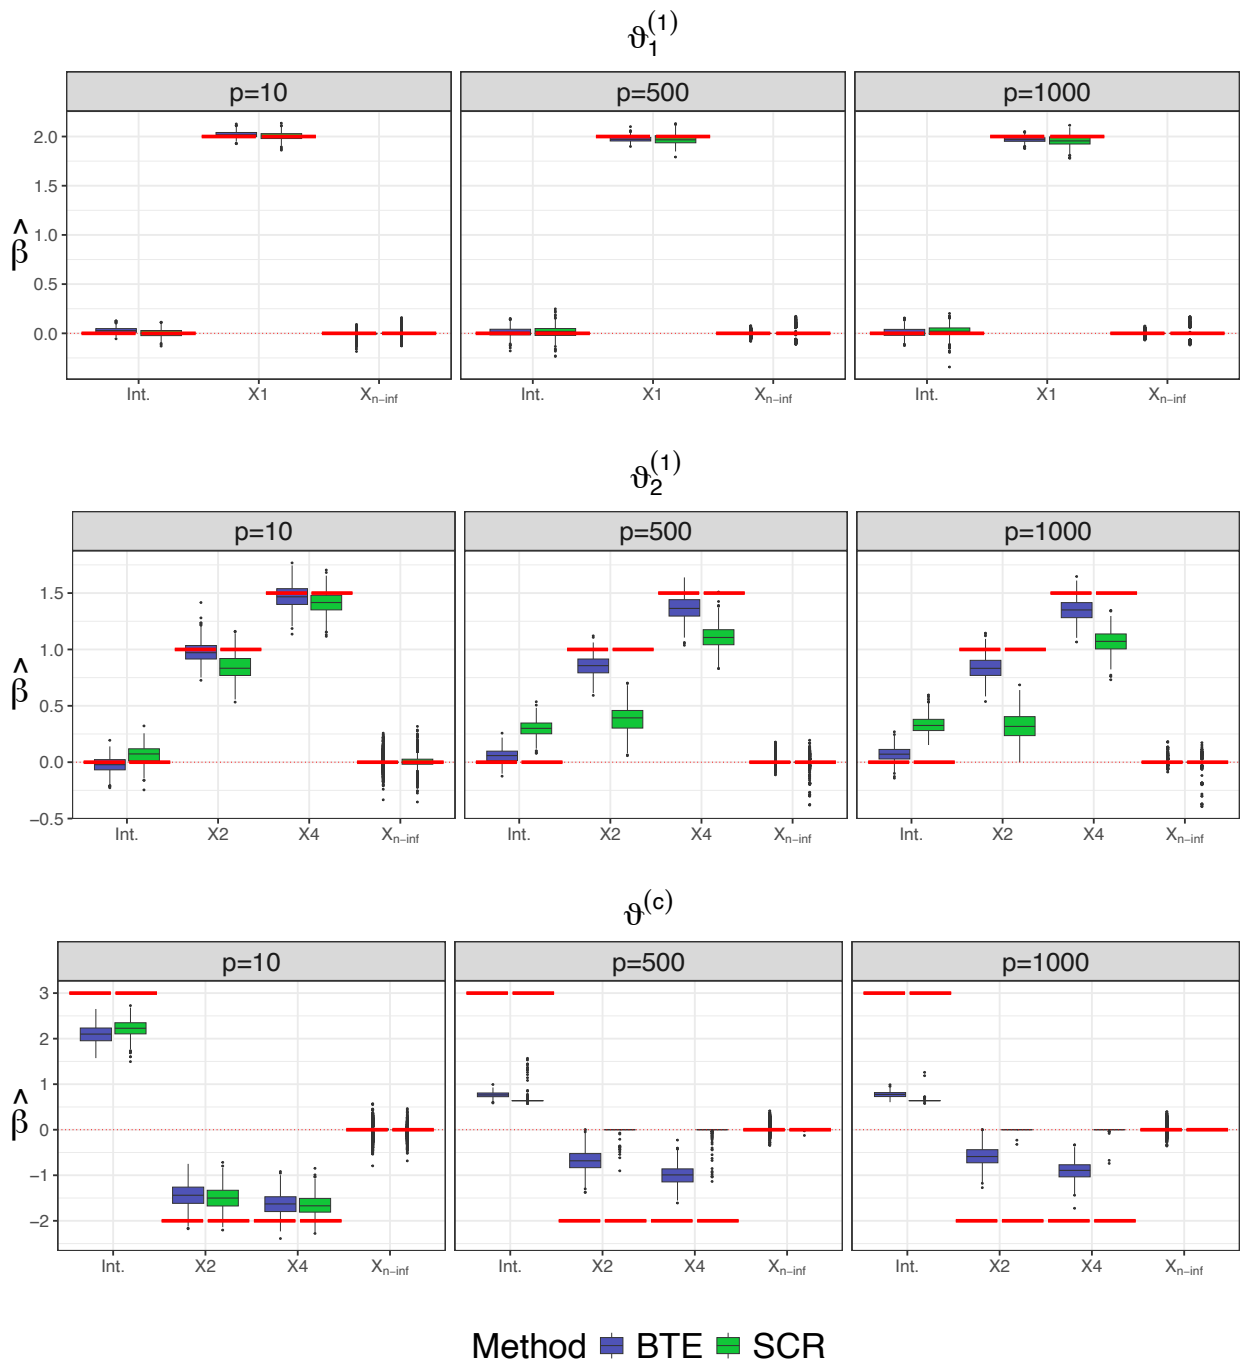 ϑ₁⁽¹⁾
p=10 p=500 p=1000
2.0
1.5
1.0
0.5
0.0
β̂
Int. X1 Xₙ₋ᵢₙf Int. X1 Xₙ₋ᵢₙf Int. X1 Xₙ₋ᵢₙf
ϑ₂⁽¹⁾
p=10 p=500 p=1000
1.5
1.0
0.5
0.0
−0.5
β̂
Int. X2 X4 Xₙ₋ᵢₙf Int. X2 X4 Xₙ₋ᵢₙf Int. X2 X4 Xₙ₋ᵢₙf
ϑ⁽ᶜ⁾
p=10 p=500 p=1000
3
2
1
0
−1
−2
β̂
Int. X2 X4 Xₙ₋ᵢₙf Int. X2 X4 Xₙ₋ᵢₙf Int. X2 X4 Xₙ₋ᵢₙf
Method BTE SCR